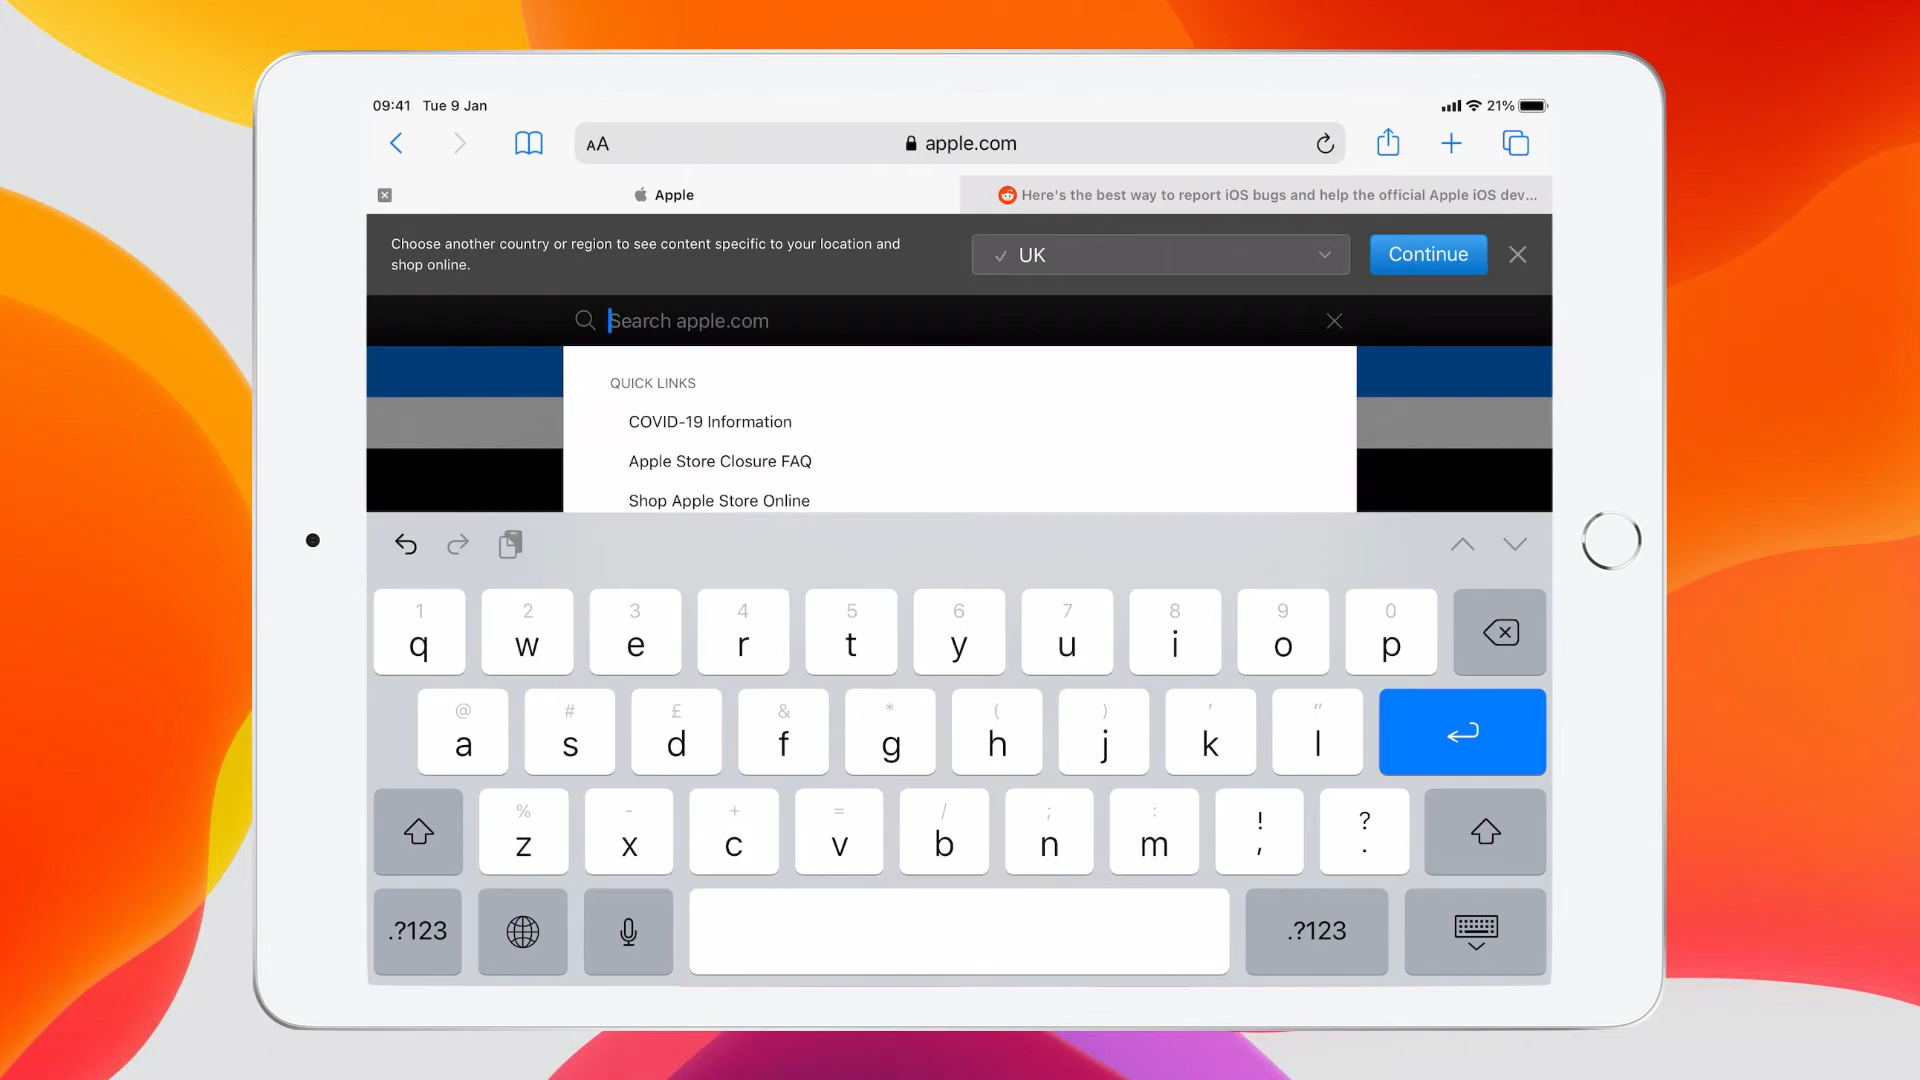 09:41 Tue 9 Jan
21%
AA
apple.com
Apple
Here's the best way to report iOS bugs and help the official Apple iOS dev...
Choose another country or region to see content specific to your location and
shop online.
UK
Continue
Search apple.com
QUICK LINKS
COVID-19 Information
Apple Store Closure FAQ
Shop Apple Store Online
1 2 3 4 5 6 7 8 9 0
q w e r t y u i o p
@ # £ & * ( ) ' "
a s d f g h j k l
% - + = / ; : ! ?
z x c v b n m , .
.?123 .?123